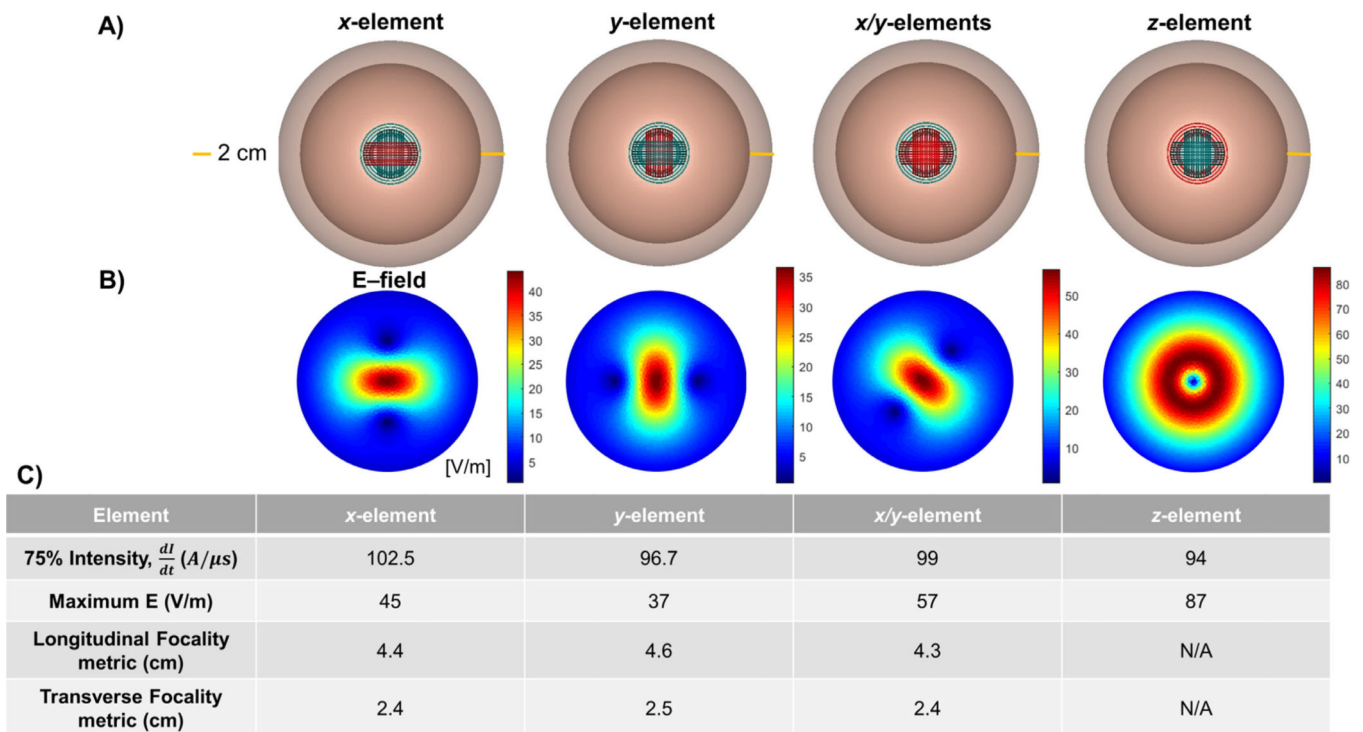 A)
x-element
y-element
x/y-elements
z-element
2 cm
B)
E–field
40
35
30
25
20
15
10
5
[V/m]
35
30
25
20
15
10
5
50
40
30
20
10
80
70
60
50
40
30
20
10
C)
Element x-element y-element x/y-element z-element
75% Intensity, dI/dt (A/μs) 102.5 96.7 99 94
Maximum E (V/m) 45 37 57 87
Longitudinal Focality
metric (cm) 4.4 4.6 4.3 N/A
Transverse Focality
metric (cm) 2.4 2.5 2.4 N/A